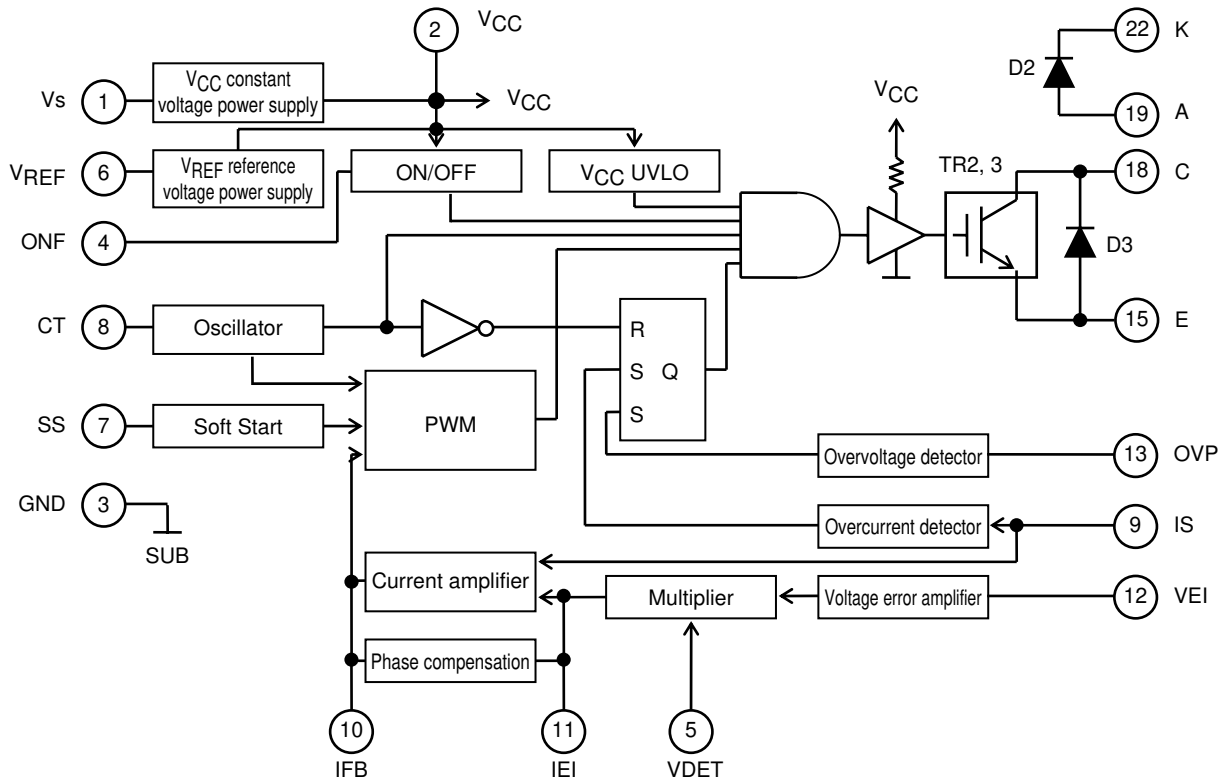 2
VCC
22
K
D2
Vs
1
VCC constant
voltage power supply
VCC
VCC
19
A
VREF
6
VREF reference
voltage power supply
ON/OFF
VCC UVLO
TR2, 3
18
C
ONF
4
D3
CT
8
Oscillator
R
S Q
S
15
E
SS
7
Soft Start
PWM
Overvoltage detector
13
OVP
GND
3
SUB
Overcurrent detector
9
IS
Current amplifier
Multiplier
Voltage error amplifier
12
VEI
Phase compensation
10
11
5
IFB
IEI
VDET